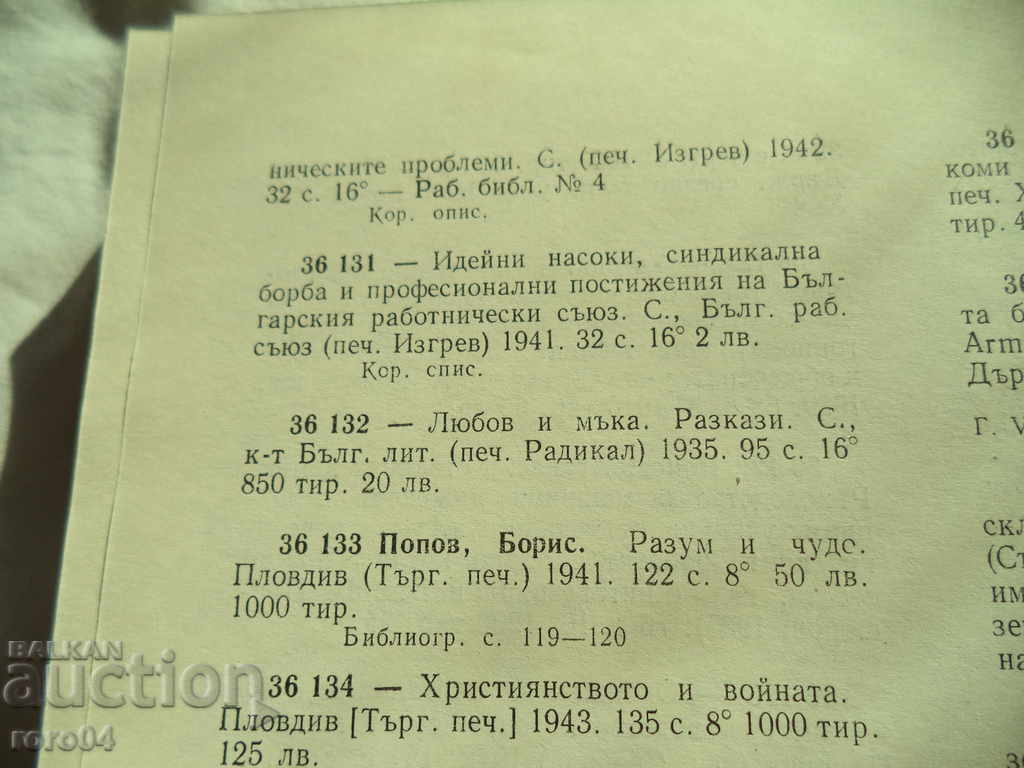 ническите проблеми. С. (печ. Изгрев) 1942.
32 с. 16° — Раб. библ. № 4
Кор. опис.
36 131 — Идейни насоки, синдикална
борба и професионални постижения на Бъл-
гарския работнически съюз. С., Бълг. раб.
съюз (печ. Изгрев) 1941. 32 с. 16° 2 лв.
Кор. спис.
36 132 — Любов и мъка. Разкази. С.,
к-т Бълг. лит. (печ. Радикал) 1935. 95 с. 16°
850 тир. 20 лв.
36 133 Попов, Борис. Разум и чудо.
Пловдив (Търг. печ.) 1941. 122 с. 8° 50 лв.
1000 тир.
Библиогр. с. 119—120
36 134 — Християнството и войната.
Пловдив [Търг. печ.] 1943. 135 с. 8° 1000 тир.
125 лв.
36
коми
печ. Х
тир. 4
36
та б
Arm
Дър
Г. V
скл
(Ст
им
зе
на
BALKAN
auction
roro04